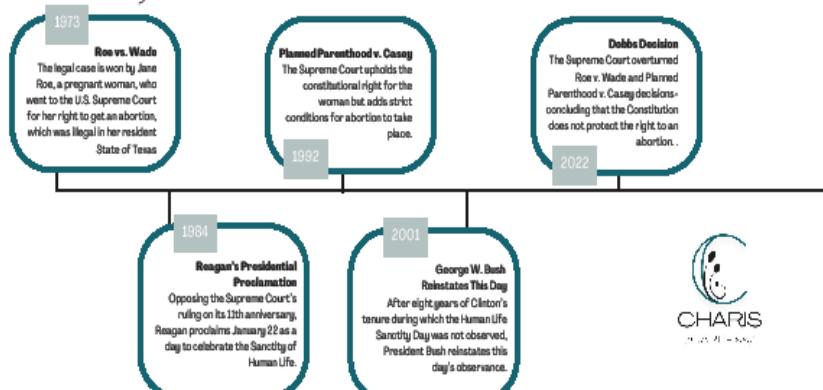 1973
Roe vs. Wade
The legal case is won by Jane
Roe, a pregnant woman, who
went to the U.S. Supreme Court
for her right to get an abortion,
which was illegal in her resident
State of Texas
Planned Parenthood v. Casey
The Supreme Court upholds the
constitutional right for the
woman but adds strict
conditions for abortion to take
place.
1992
Dobbs Decision
The Supreme Court overturned
Roe v. Wade and Planned
Parenthood v. Casey decisions-
concluding that the Constitution
does not protect the right to an
abortion. .
2022
1984
Reagan's Presidential
Proclamation
Opposing the Supreme Court's
ruling on its 11th anniversary,
Reagan proclaims January 22 as a
day to celebrate the Sanctity of
Human Life.
2001
George W. Bush
Reinstates This Day
After eight years of Clinton's
tenure during which the Human Life
Sanctity Day was not observed,
President Bush reinstates this
day's observance.
CHARIS